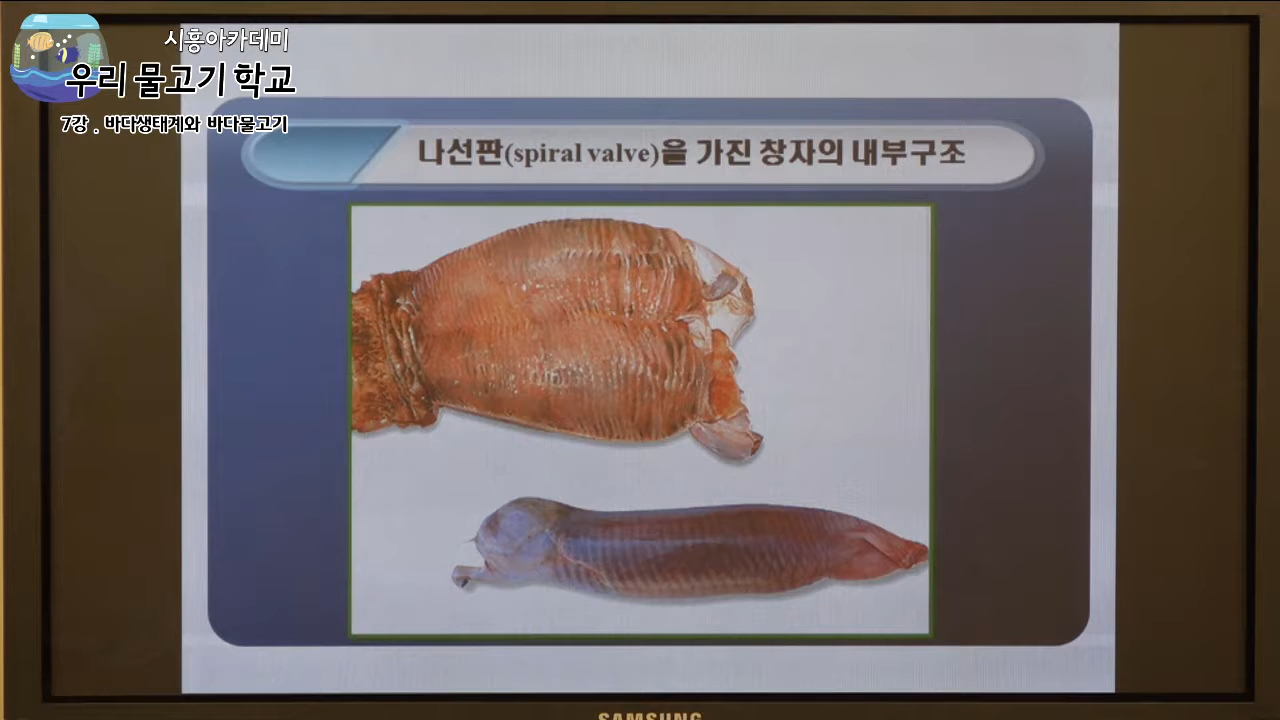 시흥아카데미
우리 물고기 학교
7강 . 바다생태계와 바다물고기
나선판(spiral valve)을 가진 창자의 내부구조
SAMSUNG